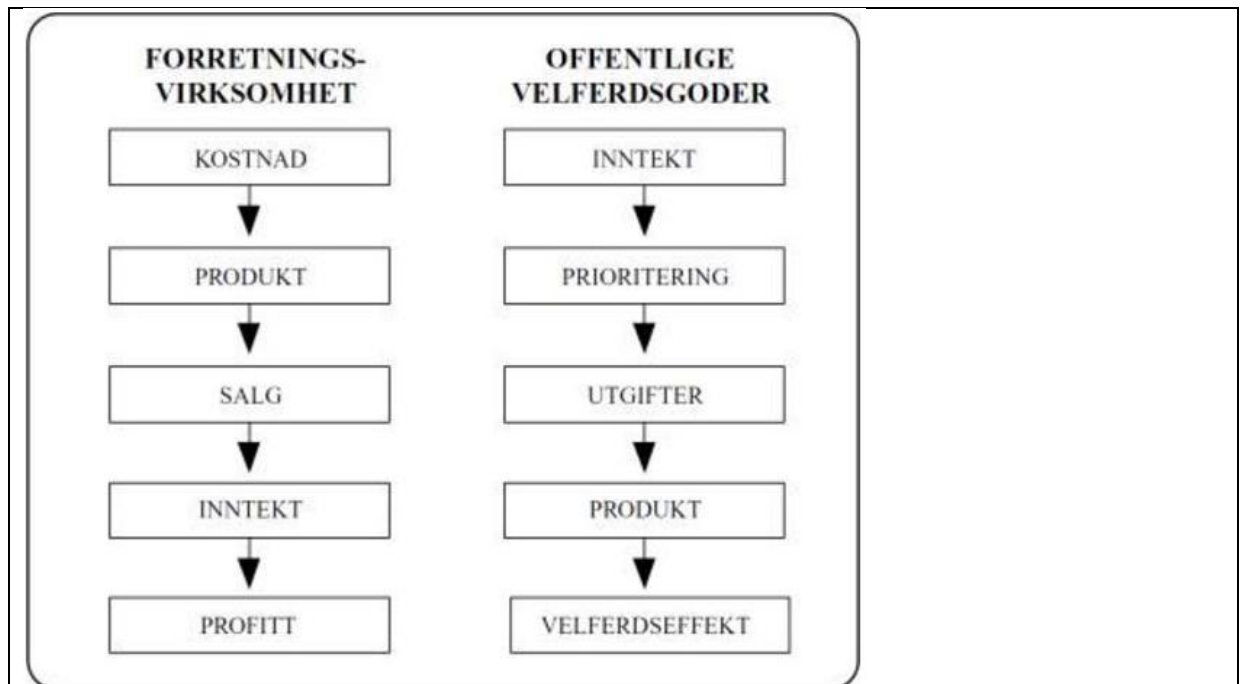 FORRETNINGS-
VIRKSOMHET
KOSTNAD
PRODUKT
SALG
INNTEKT
PROFITT
OFFENTLIGE
VELFERDSGODER
INNTEKT
PRIORITERING
UTGIFTER
PRODUKT
VELFERDSEFFEKT